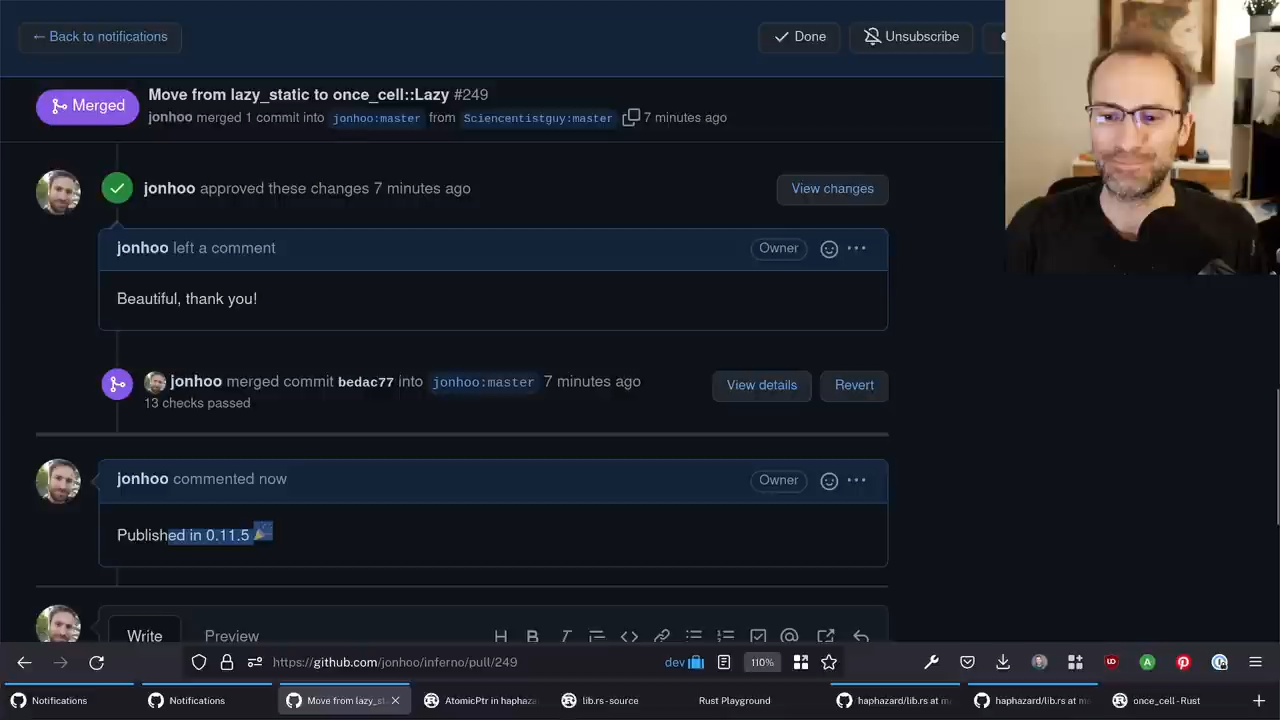 ← Back to notifications
Done
Unsubscribe
Merged
Move from lazy_static to once_cell::Lazy #249
jonhoo merged 1 commit into jonhoo:master from Sciencentistguy:master 7 minutes ago
jonhoo approved these changes 7 minutes ago
View changes
jonhoo left a comment
Owner
Beautiful, thank you!
jonhoo merged commit bedac77 into jonhoo:master 7 minutes ago
View details
Revert
13 checks passed
jonhoo commented now
Owner
Published in 0.11.5 🎉
Write
Preview
https://github.com/jonhoo/inferno/pull/249
dev
110%
Notifications
Notifications
Move from lazy_st
AtomicPtr in haphaz
lib.rs - source
Rust Playground
haphazard/lib.rs at m
haphazard/lib.rs at m
once_cell - Rust